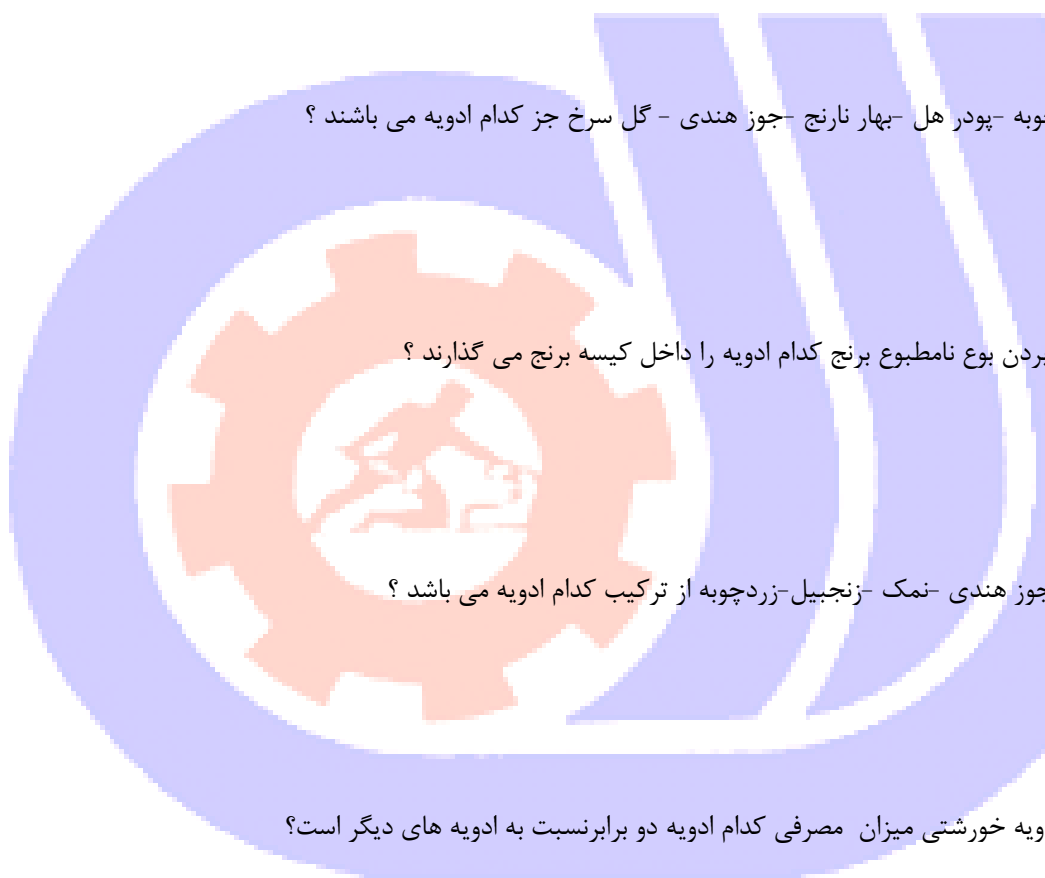 پودر هل -بهار نارنج -جوز هندی - گل سرخ جز کدام ادویه می باشند ؟
بردن بوع نامطبوع برنج کدام ادویه را داخل کیسه برنج می گذارند ؟
جوز هندی -نمک -زنجبیل-زردچوبه از ترکیب کدام ادویه می باشد ؟
ویه خورشتی میزان مصرفی کدام ادویه دو برابرنسبت به ادویه های دیگر است؟